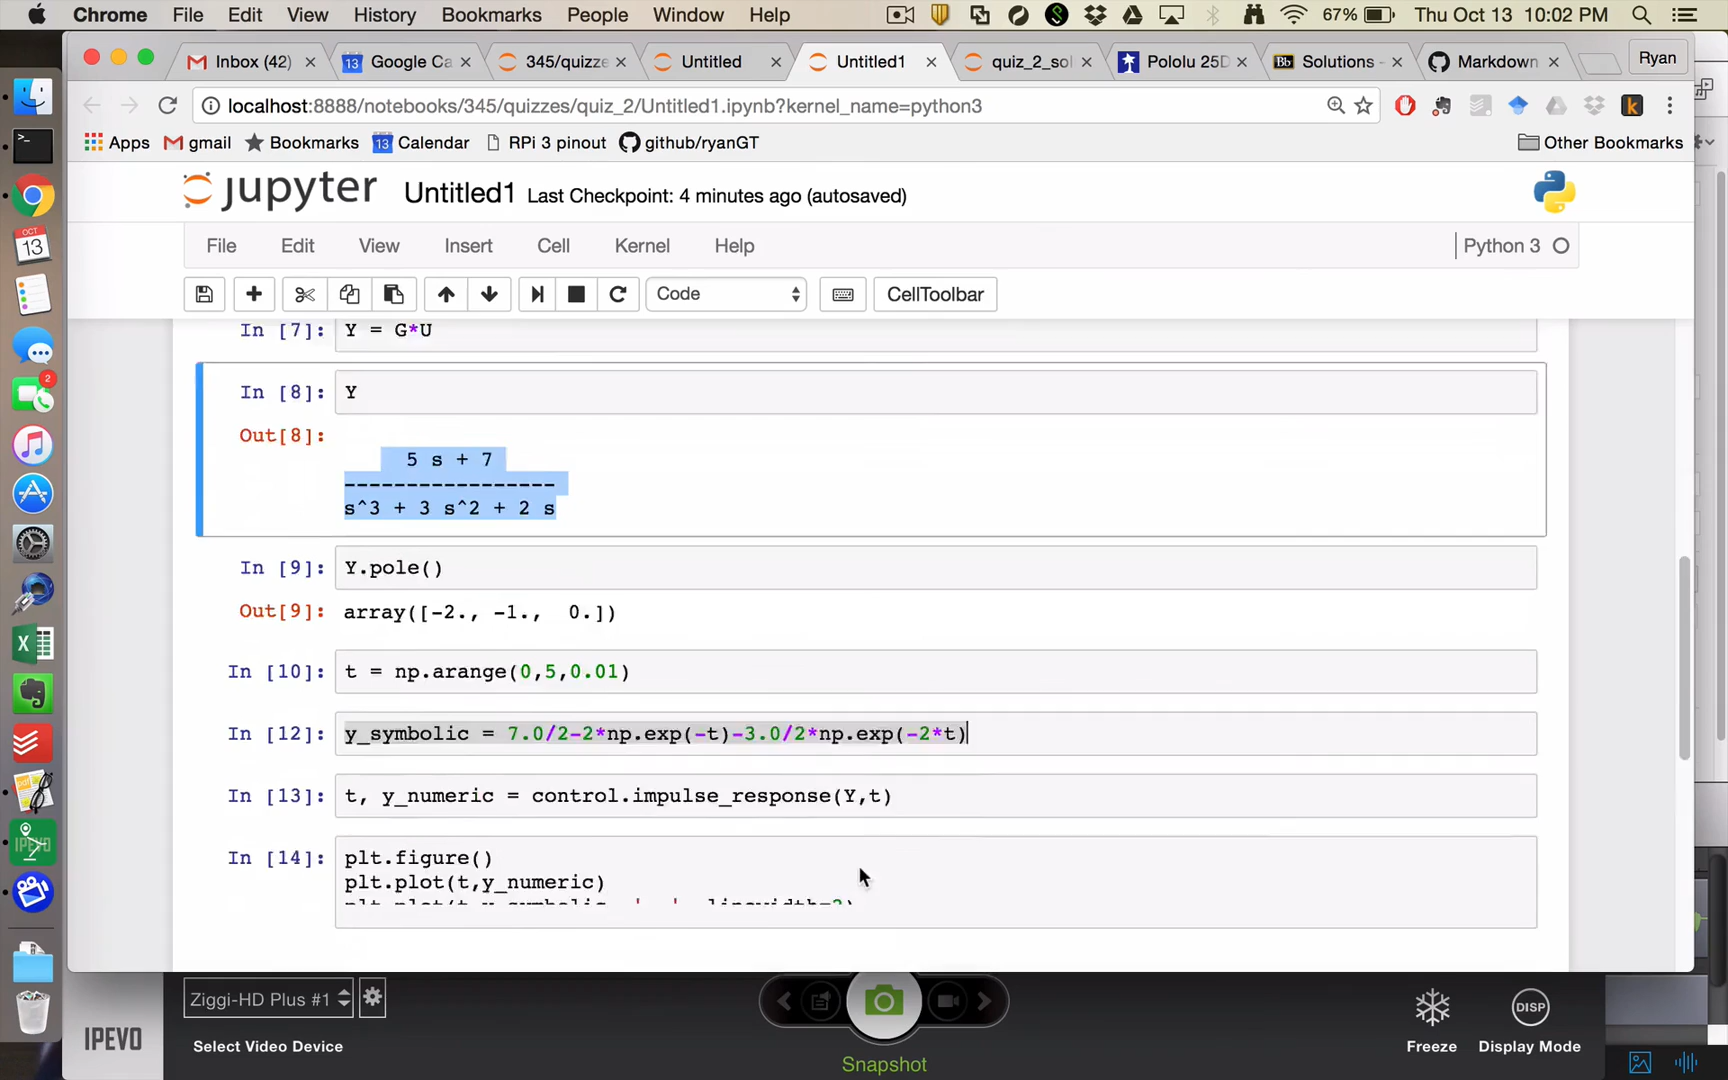 Chrome File Edit View History Bookmarks People Window Help 67% Thu Oct 13 10:02 PM
Inbox (42) × Google Ca × 345/quizze × Untitled × Untitled1 × quiz_2_sol × Pololu 25D × Solutions - × Markdown × Ryan
localhost:8888/notebooks/345/quizzes/quiz_2/Untitled1.ipynb?kernel_name=python3
Apps gmail Bookmarks Calendar RPi 3 pinout github/ryanGT Other Bookmarks
jupyter Untitled1 Last Checkpoint: 4 minutes ago (autosaved)
File Edit View Insert Cell Kernel Help Python 3
Code CellToolbar
In [7]: Y = G*U
In [8]: Y
Out[8]:
5 s + 7
-----------------
s^3 + 3 s^2 + 2 s
In [9]: Y.pole()
Out[9]: array([-2., -1., 0.])
In [10]: t = np.arange(0,5,0.01)
In [12]: y_symbolic = 7.0/2-2*np.exp(-t)-3.0/2*np.exp(-2*t)
In [13]: t, y_numeric = control.impulse_response(Y,t)
In [14]: plt.figure()
plt.plot(t,y_numeric)
Ziggi-HD Plus #1
IPEVO
Select Video Device
Snapshot
Freeze
DISP
Display Mode